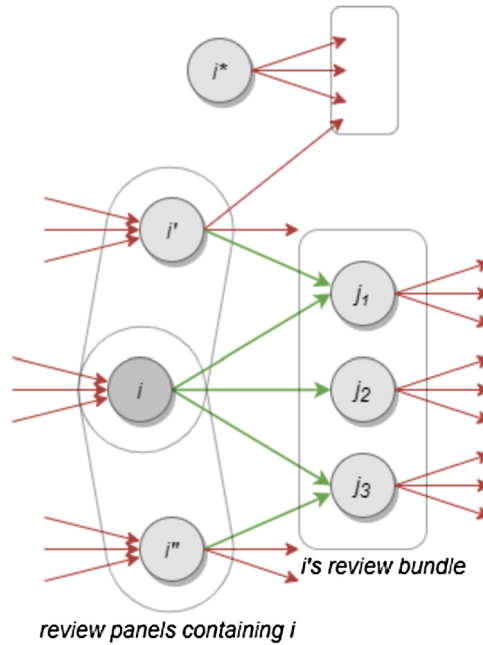 i*
i'
j1
i
j2
j3
i"
i's review bundle
review panels containing i